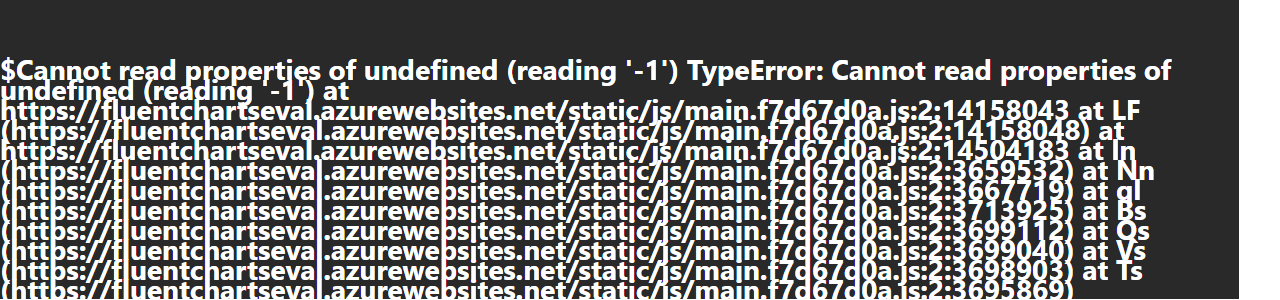 $Cannot read properties of undefined (reading '-1') TypeError: Cannot read properties of
undefined (reading '-1') at
https://fluentchartseval.azurewebsites.net/static/js/main.f7d67d0a.js:2:14158043 at LF
(https://fluentchartseval.azurewebsites.net/static/js/main.f7d67d0a.js:2:14158048) at
https://fluentchartseval.azurewebsites.net/static/js/main.f7d67d0a.js:2:14504183 at In
(https://fluentchartseval.azurewebsites.net/static/js/main.f7d67d0a.js:2:3659532) at Nn
(https://fluentchartseval.azurewebsites.net/static/js/main.f7d67d0a.js:2:3667719) at gl
(https://fluentchartseval.azurewebsites.net/static/js/main.f7d67d0a.js:2:3713925) at Bs
(https://fluentchartseval.azurewebsites.net/static/js/main.f7d67d0a.js:2:3699112) at Os
(https://fluentchartseval.azurewebsites.net/static/js/main.f7d67d0a.js:2:3699040) at Vs
(https://fluentchartseval.azurewebsites.net/static/js/main.f7d67d0a.js:2:3698903) at Ts
(https://fluentchartseval.azurewebsites.net/static/js/main.f7d67d0a.js:2:3695869)